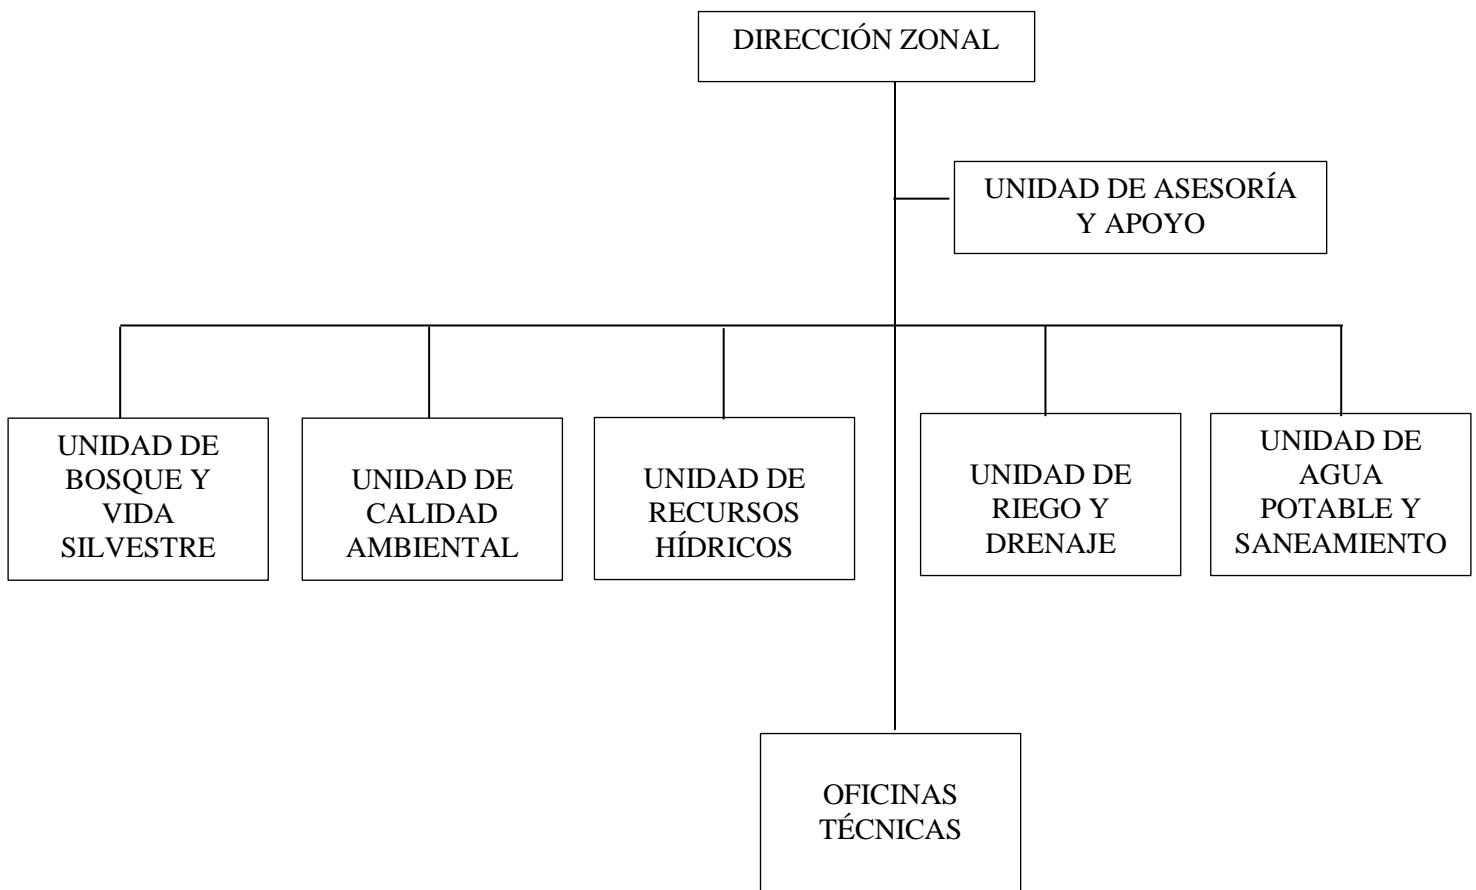 DIRECCIÓN ZONAL
UNIDAD DE ASESORÍA
Y APOYO
UNIDAD DE
BOSQUE Y
VIDA
SILVESTRE
UNIDAD DE
CALIDAD
AMBIENTAL
UNIDAD DE
RECURSOS
HÍDRICOS
UNIDAD DE
RIEGO Y
DRENAJE
UNIDAD DE
AGUA
POTABLE Y
SANEAMIENTO
OFICINAS
TÉCNICAS